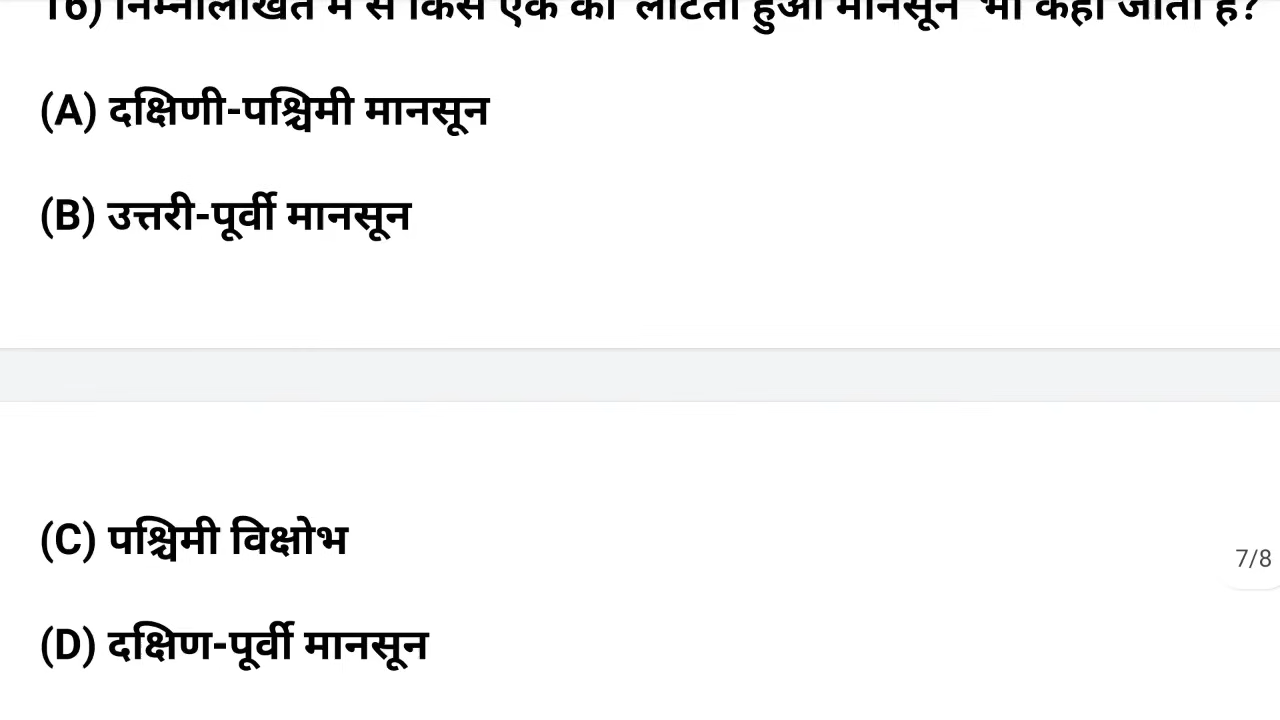 16) निम्नलिखित में से किस एक को 'लौटता हुआ मानसून' भी कहा जाता है?
(A) दक्षिणी-पश्चिमी मानसून
(B) उत्तरी-पूर्वी मानसून
(C) पश्चिमी विक्षोभ
7/8
(D) दक्षिण-पूर्वी मानसून